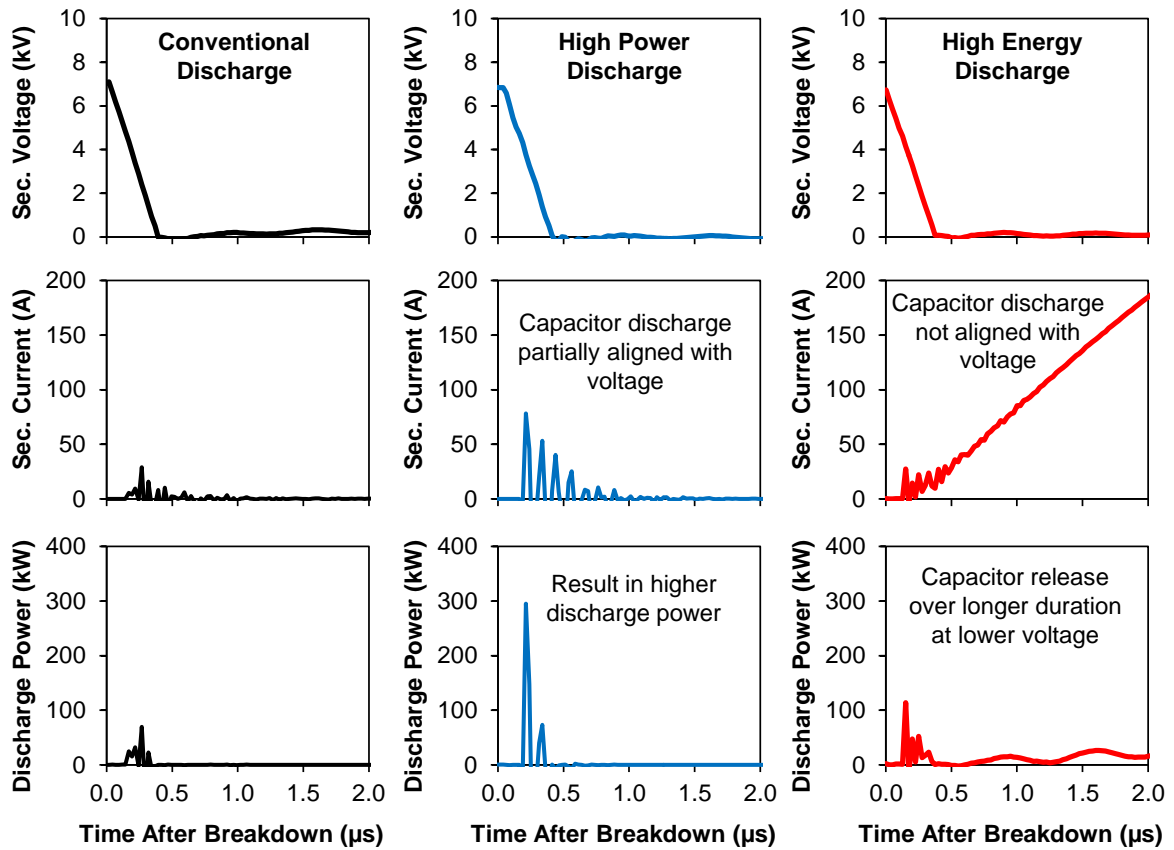 Sec. Voltage (kV)
10
8
6
4
2
0
Conventional
Discharge
Sec. Voltage (kV)
10
8
6
4
2
0
High Power
Discharge
Sec. Voltage (kV)
10
8
6
4
2
0
High Energy
Discharge
Sec. Current (A)
200
150
100
50
0
Sec. Current (A)
200
150
100
50
0
Capacitor discharge
partially aligned with
voltage
Sec. Current (A)
200
150
100
50
0
Capacitor discharge
not aligned with
voltage
Discharge Power (kW)
400
300
200
100
0
0.0 0.5 1.0 1.5 2.0
Time After Breakdown (µs)
Discharge Power (kW)
400
300
200
100
0
Result in higher
discharge power
0.0 0.5 1.0 1.5 2.0
Time After Breakdown (µs)
Discharge Power (kW)
400
300
200
100
0
Capacitor release
over longer duration
at lower voltage
0.0 0.5 1.0 1.5 2.0
Time After Breakdown (µs)